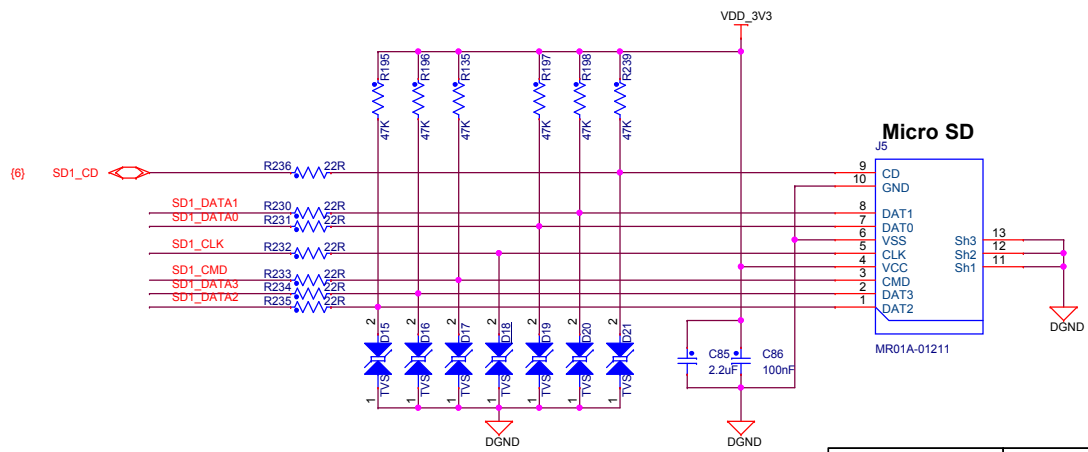 VDD_3V3
R195 R196 R135 R197 R198 R239
47K 47K 47K 47K 47K 47K
Micro SD
J5
{6} SD1_CD R236 22R 9 CD
10 GND
SD1_DATA1 R230 22R 8 DAT1
SD1_DATA0 R231 22R 7 DAT0
6 VSS Sh3 13
SD1_CLK R232 22R 5 CLK Sh2 12
4 VCC Sh1 11
SD1_CMD R233 22R 3 CMD
SD1_DATA3 R234 22R 2 DAT3
SD1_DATA2 R235 22R 1 DAT2
DGND
2 2 2 2 2 2 2
D15 D16 D17 D18 D19 D20 D21
TVS TVS TVS TVS TVS TVS TVS
1 1 1 1 1 1 1
C85 C86
2.2uF 100nF
MR01A-01211
DGND DGND